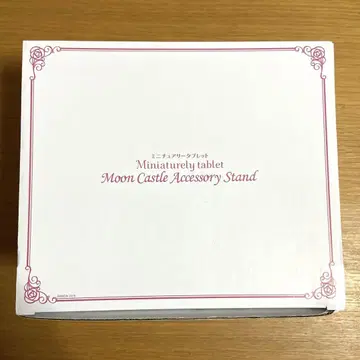 ミニチュアリータブレット
Miniaturely tablet
Moon Castle Accessory Stand